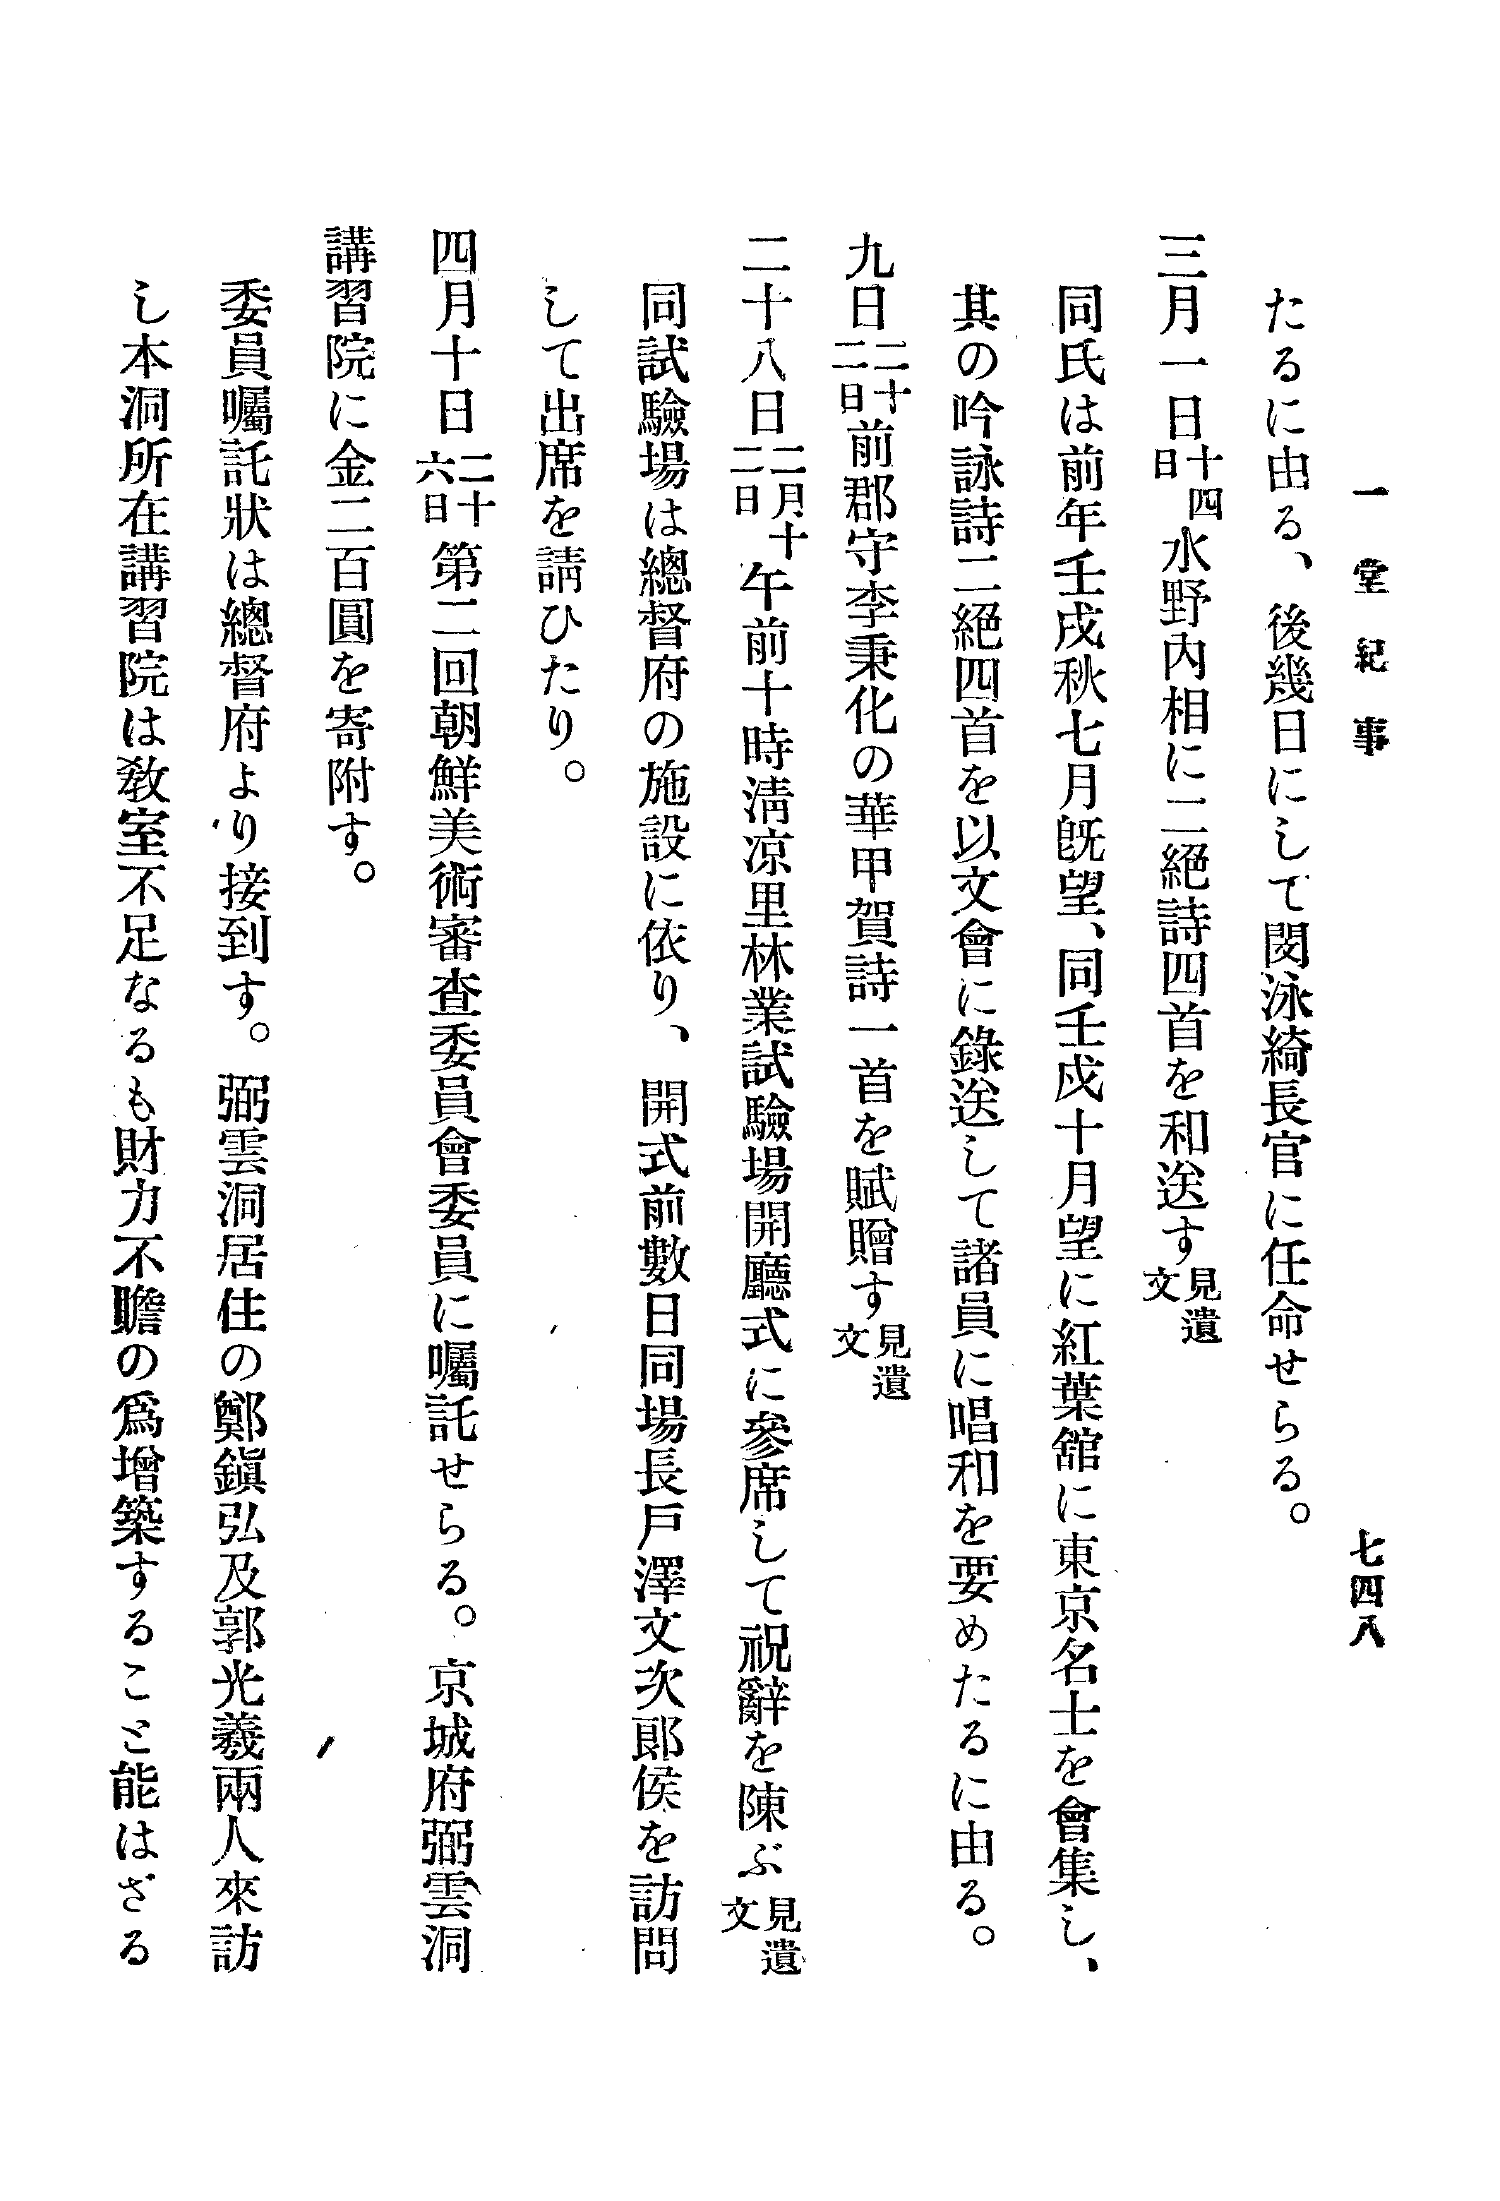 一堂紀事
七四八
たるに由る、後幾日にして閔泳綺長官に任命せらる。
三月一日十四日水野內相に二絕詩四首を和送す見遺文
同氏は前年壬戌秋七月旣望、同壬戌十月望に紅葉舘に東京名士を會集し、
其の吟詠詩二絕四首を以文會に錄送して諸員に唱和を要めたるに由る。
九日二十二日前郡守李秉化の華甲賀詩一首を賦贈す見遺文
二十八日二月十二日午前十時淸凉里林業試驗場開廳式に參席して祝辭を陳ぶ見遺文
同試驗場は總督府の施設に依り、開式前數日同場長戶澤文次郞侯を訪問
して出席を請ひたり。
四月十日二十六日第二回朝鮮美術審査委員會委員に囑託せらる。京城府弼雲洞
講習院に金二百圓を寄附す。
委員囑託狀は總督府より接到す。弼雲洞居住の鄭鎭弘及郭光羲兩人來訪
し本洞所在講習院は敎室不足なるも財力不贍の爲增築すること能はざる